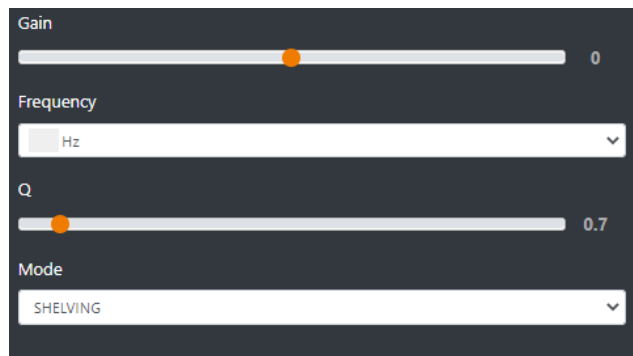 Gain
0
Frequency
Hz
Q
0.7
Mode
SHELVING